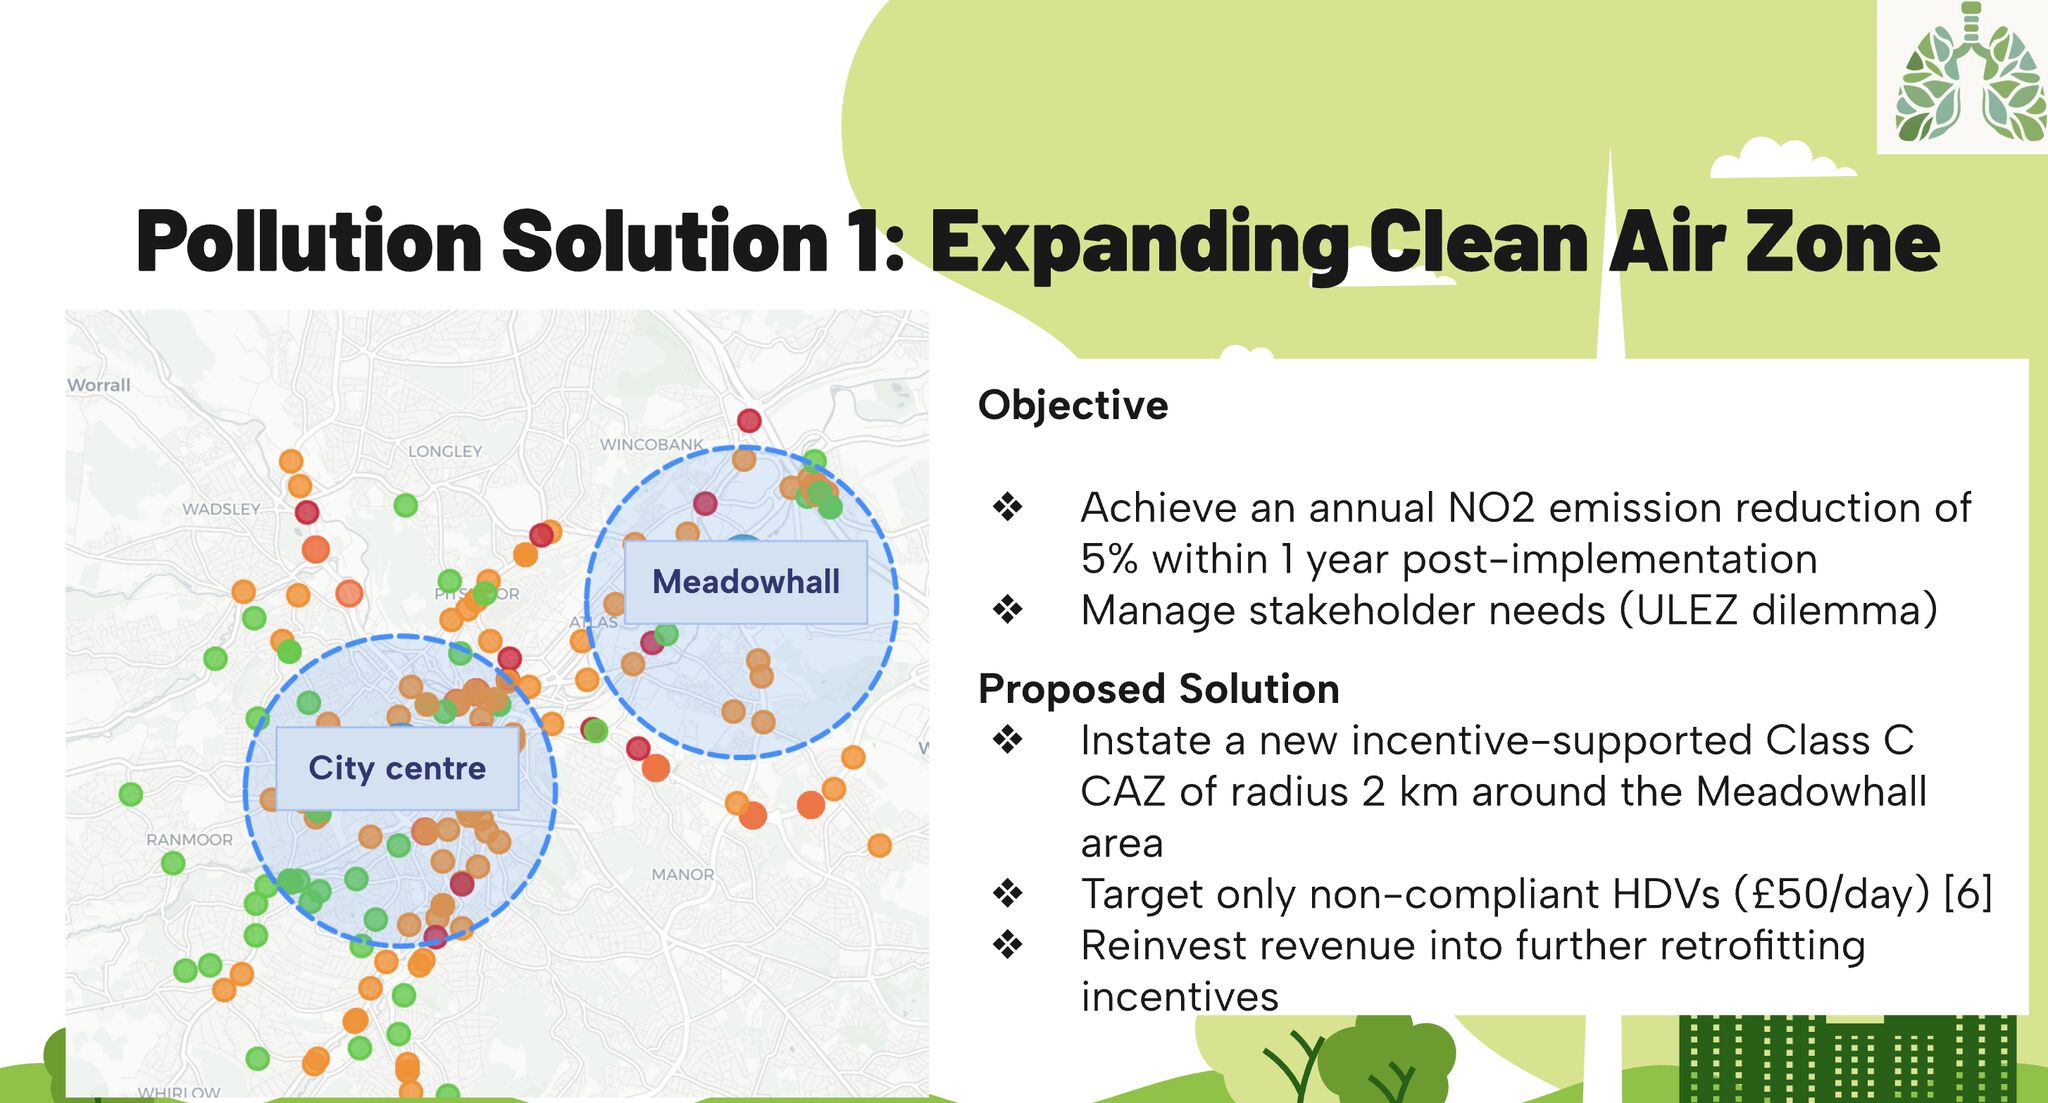 Pollution Solution 1: Expanding Clean Air Zone
Worrall
LONGLEY
WINCOBANK
WADSLEY
ATLAS
Meadowhall
City centre
RANMOOR
MANOR
WHIRLOW
Objective
❖ Achieve an annual NO2 emission reduction of
5% within 1 year post-implementation
❖ Manage stakeholder needs (ULEZ dilemma)
Proposed Solution
❖ Instate a new incentive-supported Class C
CAZ of radius 2 km around the Meadowhall
area
❖ Target only non-compliant HDVs (£50/day) [6]
❖ Reinvest revenue into further retrofitting
incentives